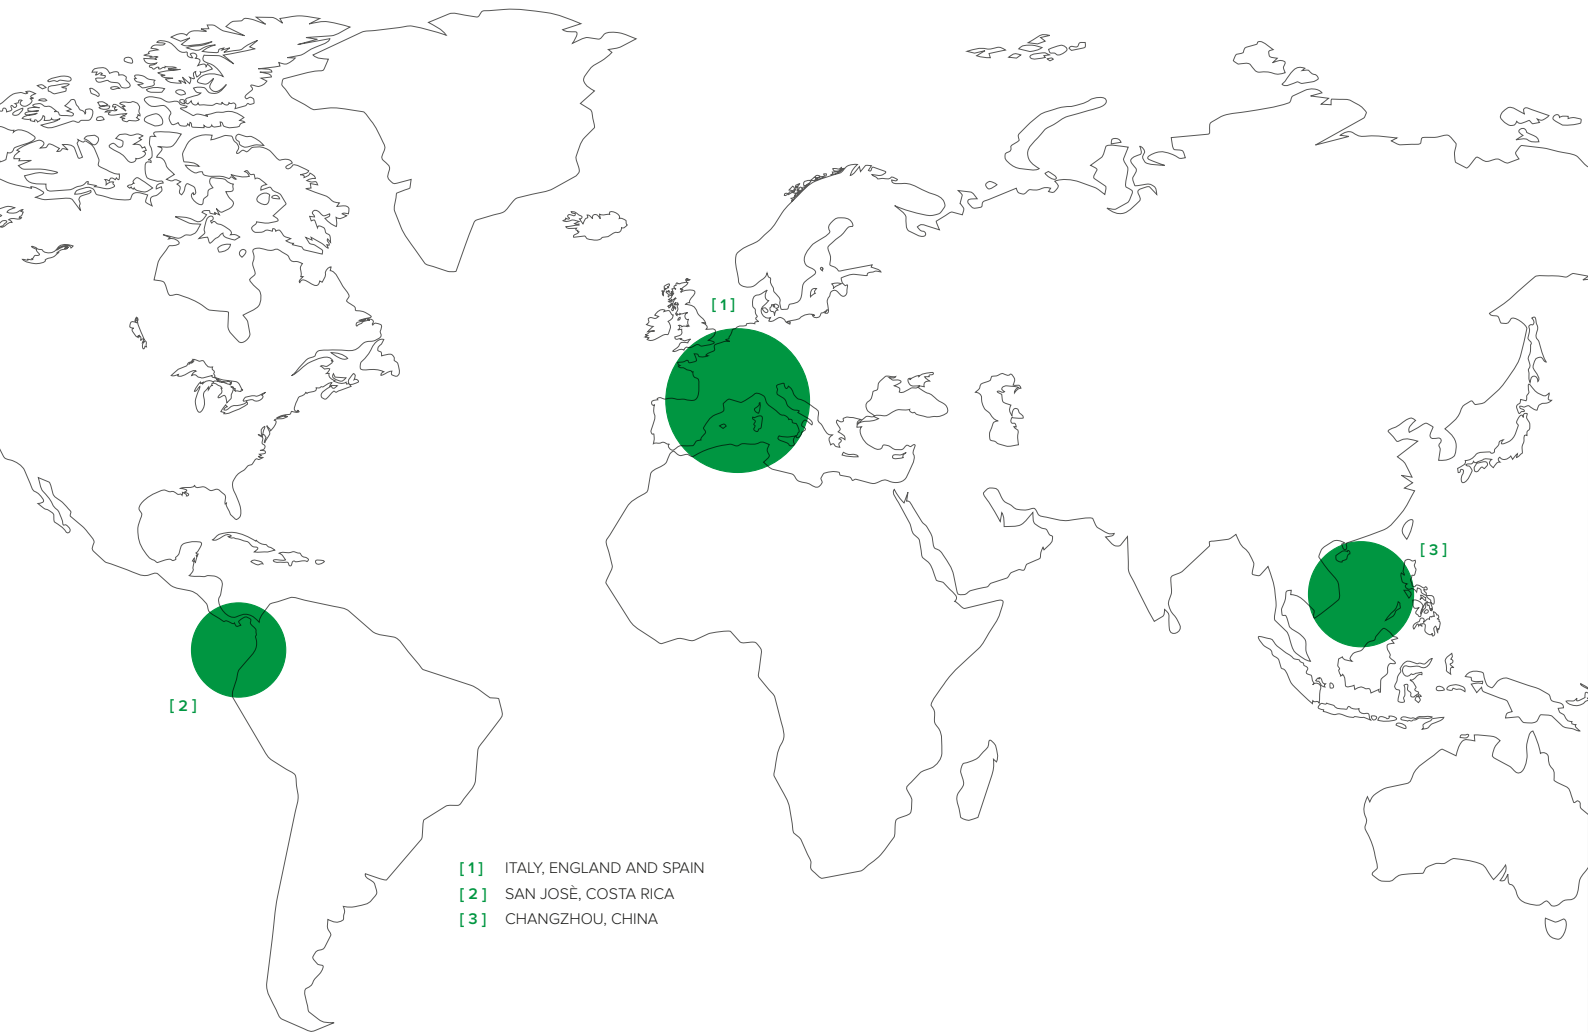 [ 1 ]
[ 3 ]
[ 2 ]
[ 1 ] ITALY, ENGLAND AND SPAIN
[ 2 ] SAN JOSÈ, COSTA RICA
[ 3 ] CHANGZHOU, CHINA